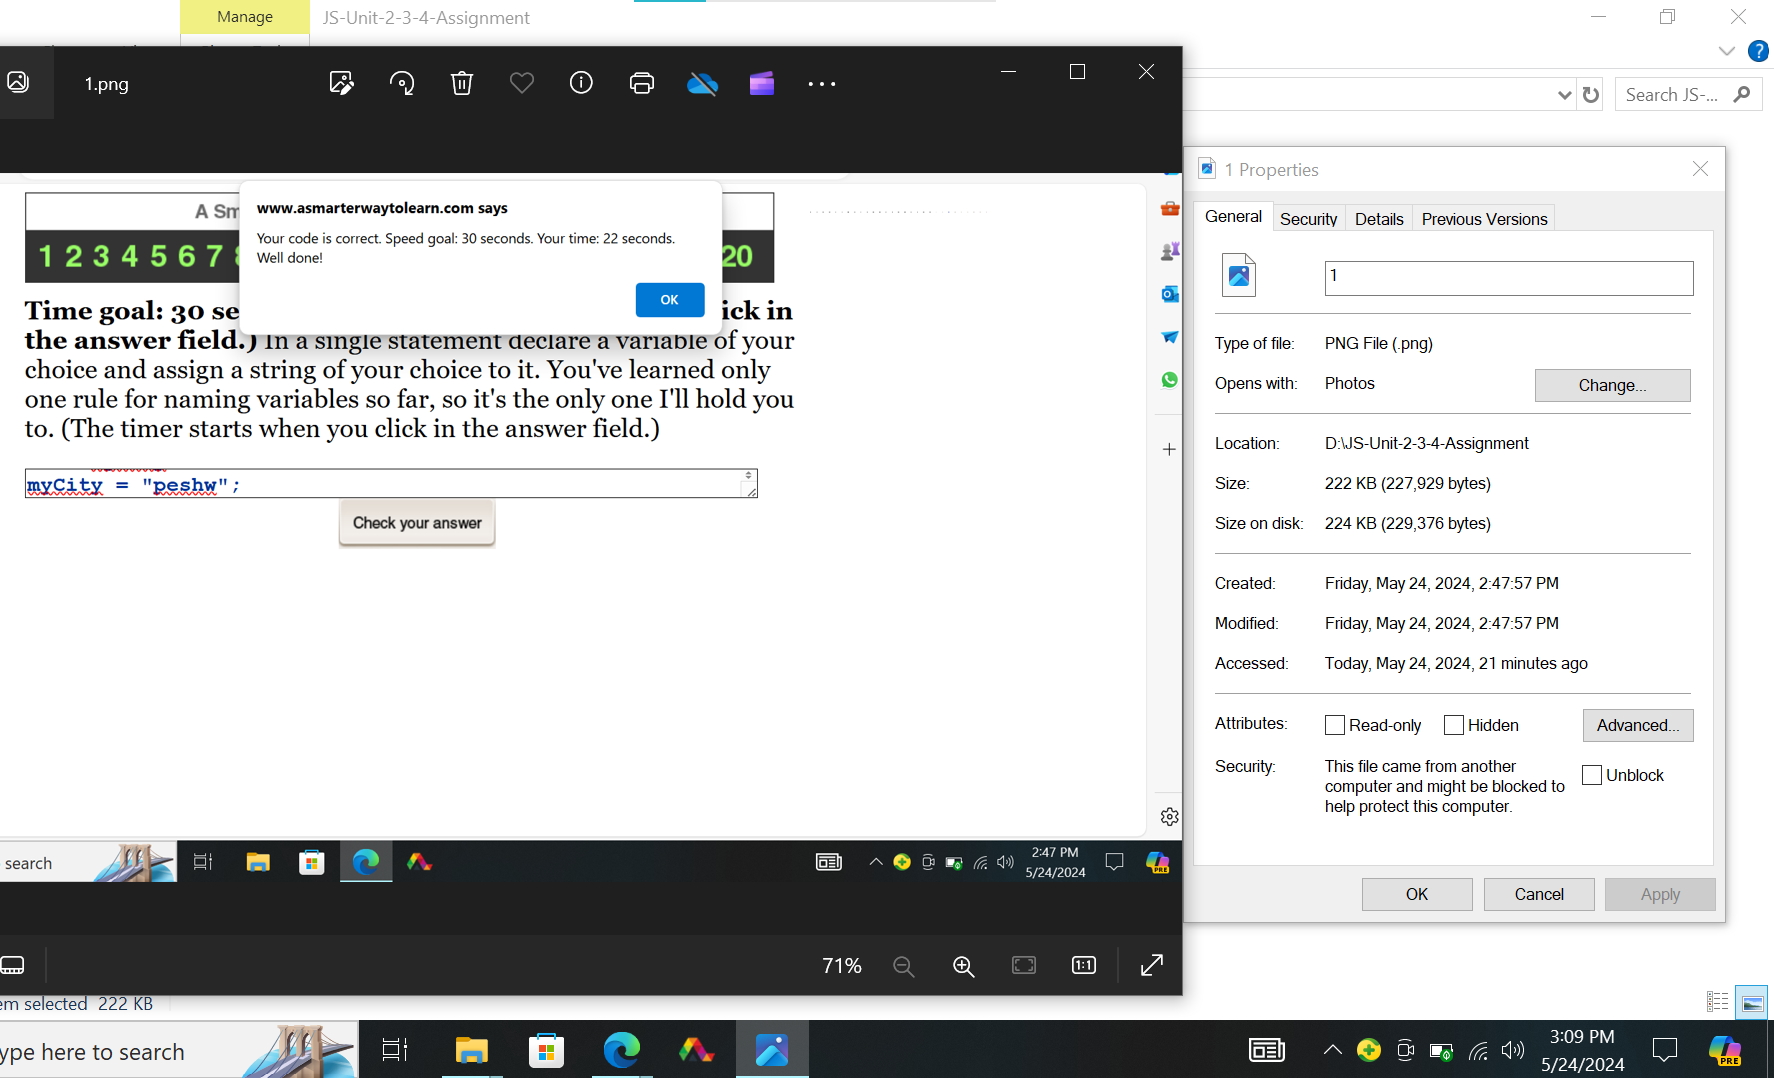 Manage
JS-Unit-2-3-4-Assignment
1.png
Search JS-...
A Sm
1 2 3 4 5 6 7
20
www.asmarterwaytolearn.com says
Your code is correct. Speed goal: 30 seconds. Your time: 22 seconds.
Well done!
OK
Time goal: 30 se
ick in
the answer field.) In a single statement declare a variable of your
choice and assign a string of your choice to it. You've learned only
one rule for naming variables so far, so it's the only one I'll hold you
to. (The timer starts when you click in the answer field.)
myCity = "peshw";
Check your answer
search
2:47 PM
5/24/2024
PRE
71%
1:1
em selected 222 KB
1 Properties
General Security Details Previous Versions
1
Type of file: PNG File (.png)
Opens with: Photos Change...
Location: D:\JS-Unit-2-3-4-Assignment
Size: 222 KB (227,929 bytes)
Size on disk: 224 KB (229,376 bytes)
Created: Friday, May 24, 2024, 2:47:57 PM
Modified: Friday, May 24, 2024, 2:47:57 PM
Accessed: Today, May 24, 2024, 21 minutes ago
Attributes: Read-only Hidden Advanced...
Security: This file came from another
computer and might be blocked to
help protect this computer.
Unblock
OK Cancel Apply
ype here to search
3:09 PM
5/24/2024
PRE